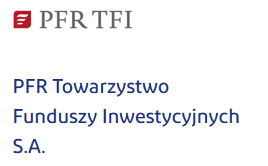 PFR TFI
PFR Towarzystwo
Funduszy Inwestycyjnych
S.A.